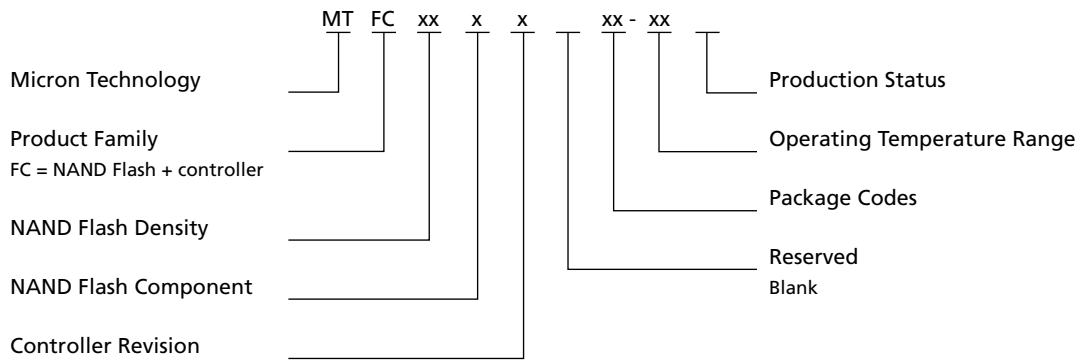 MT FC xx x x xx - xx
Micron Technology
Product Family
FC = NAND Flash + controller
NAND Flash Density
NAND Flash Component
Controller Revision
Production Status
Operating Temperature Range
Package Codes
Reserved
Blank